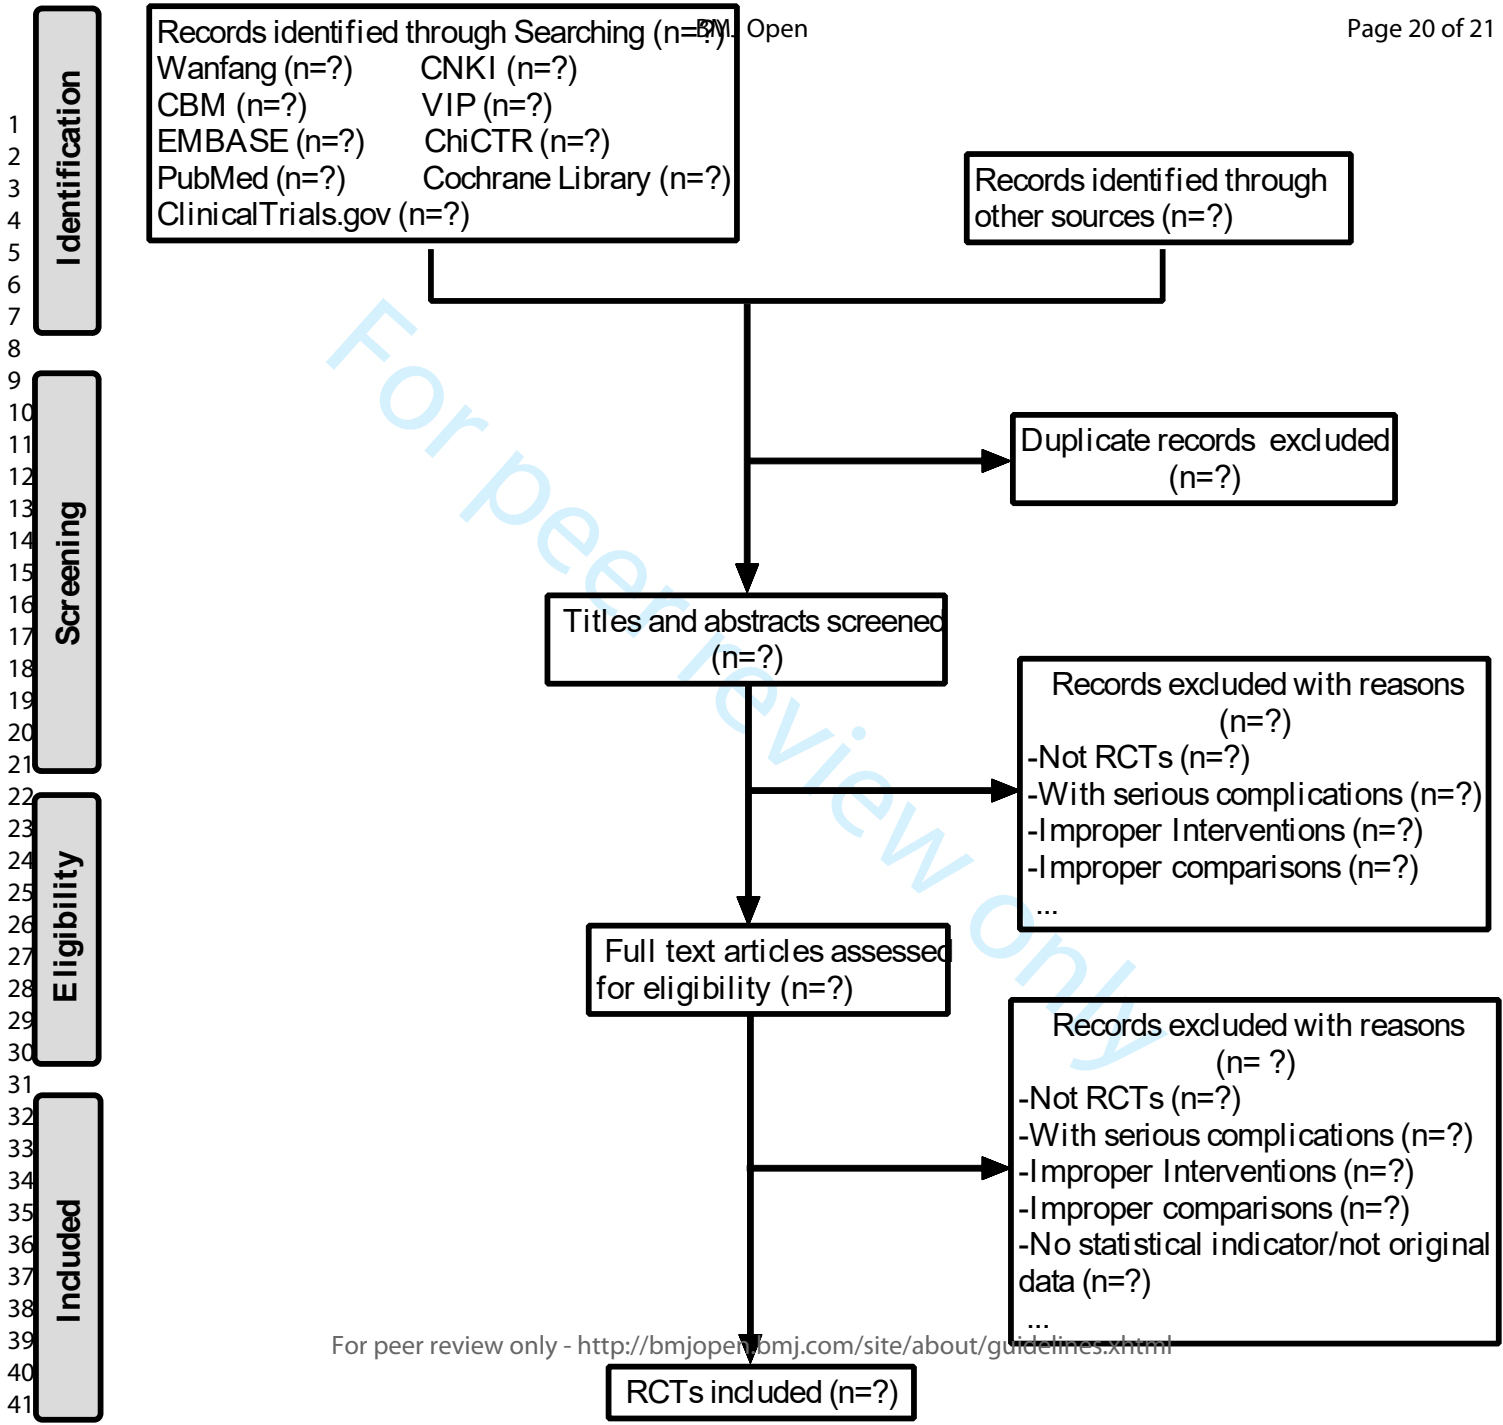 BMJ Open
Page 20 of 21
1
2
3
4
5
6
7
8
9
10
11
12
13
14
15
16
17
18
19
20
21
22
23
24
25
26
27
28
29
30
31
32
33
34
35
36
37
38
39
40
41
Identification
Records identified through Searching (n=?)
Wanfang (n=?) CNKI (n=?)
CBM (n=?) VIP (n=?)
EMBASE (n=?) ChiCTR (n=?)
PubMed (n=?) Cochrane Library (n=?)
ClinicalTrials.gov (n=?)
Records identified through
other sources (n=?)
Screening
Duplicate records excluded
(n=?)
Titles and abstracts screened
(n=?)
Records excluded with reasons
(n=?)
-Not RCTs (n=?)
-With serious complications (n=?)
-Improper Interventions (n=?)
-Improper comparisons (n=?)
...
Eligibility
Full text articles assessed
for eligibility (n=?)
Records excluded with reasons
(n= ?)
-Not RCTs (n=?)
-With serious complications (n=?)
-Improper Interventions (n=?)
-Improper comparisons (n=?)
-No statistical indicator/not original
data (n=?)
...
Included
RCTs included (n=?)
For peer review only
For peer review only - http://bmjopen.bmj.com/site/about/guidelines.xhtml